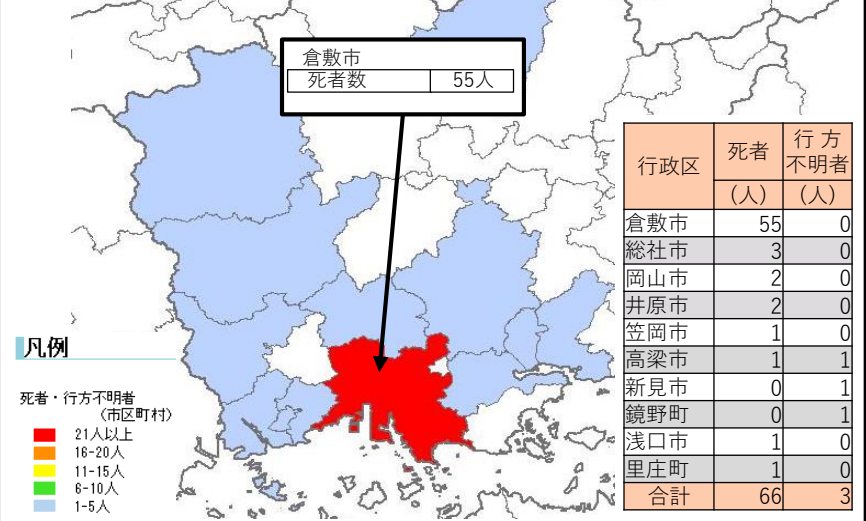 倉敷市
死者数 55人
行政区 死者 行 方
不明者
(人) (人)
倉敷市 55 0
総社市 3 0
岡山市 2 0
井原市 2 0
笠岡市 1 0
高梁市 1 1
新見市 0 1
鏡野町 0 1
浅口市 1 0
里庄町 1 0
合計 66 3
凡例
死者・行方不明者
(市区町村)
21人以上
16-20人
11-15人
6-10人
1-5人